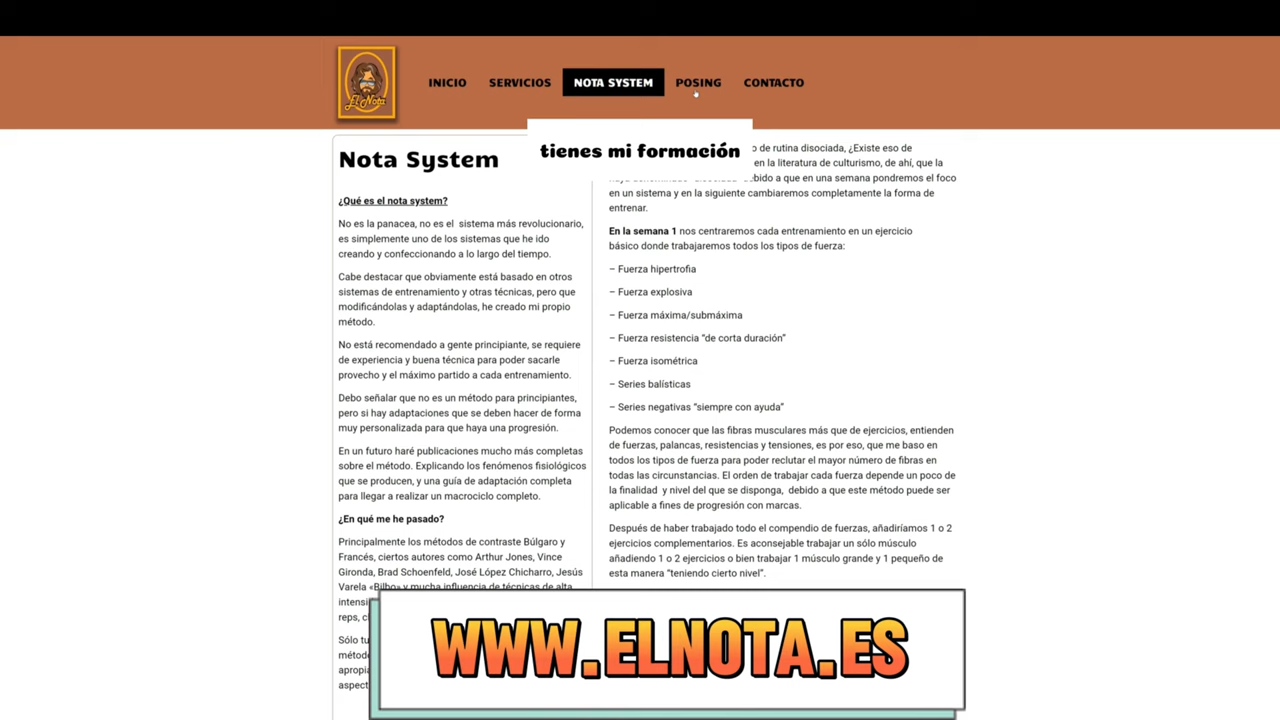 El Nota
INICIO
SERVICIOS
NOTA SYSTEM
POSING
CONTACTO
tienes mi formación
Nota System
¿Qué es el nota system?
No es la panacea, no es el sistema más revolucionario,
es simplemente uno de los sistemas que he ido
creando y confeccionando a lo largo del tiempo.
Cabe destacar que obviamente está basado en otros
sistemas de entrenamiento y otras técnicas, pero que
modificándolas y adaptándolas, he creado mi propio
método.
No está recomendado a gente principiante, se requiere
de experiencia y buena técnica para poder sacarle
provecho y el máximo partido a cada entrenamiento.
Debo señalar que no es un método para principiantes,
pero si hay adaptaciones que se deben hacer de forma
muy personalizada para que haya una progresión.
En un futuro haré publicaciones mucho más completas
sobre el método. Explicando los fenómenos fisiológicos
que se producen, y una guía de adaptación completa
para llegar a realizar un macrociclo completo.
¿En qué me he pasado?
Principalmente los métodos de contraste Búlgaro y
Francés, ciertos autores como Arthur Jones, Vince
Gironda, Brad Schoenfeld, José López Chicharro, Jesús
Varela «Bilbo» y mucha influencia de técnicas de alta
reps,
Sólo tu
o de rutina disociada, ¿Existe eso de
en la literatura de culturismo, de ahí, que la
debido a que en una semana pondremos el foco
en un sistema y en la siguiente cambiaremos completamente la forma de
entrenar.
En la semana 1 nos centraremos cada entrenamiento en un ejercicio
básico donde trabajaremos todos los tipos de fuerza:
– Fuerza hipertrofia
– Fuerza explosiva
– Fuerza máxima/submáxima
– Fuerza resistencia “de corta duración”
– Fuerza isométrica
– Series balísticas
– Series negativas “siempre con ayuda”
Podemos conocer que las fibras musculares más que de ejercicios, entienden
de fuerzas, palancas, resistencias y tensiones, es por eso, que me baso en
todos los tipos de fuerza para poder reclutar el mayor número de fibras en
todas las circunstancias. El orden de trabajar cada fuerza depende un poco de
la finalidad y nivel del que se disponga, debido a que este método puede ser
aplicable a fines de progresión con marcas.
Después de haber trabajado todo el compendio de fuerzas, añadiríamos 1 o 2
ejercicios complementarios. Es aconsejable trabajar un sólo músculo
añadiendo 1 o 2 ejercicios o bien trabajar 1 músculo grande y 1 pequeño de
esta manera “teniendo cierto nivel”.
WWW.ELNOTA.ES